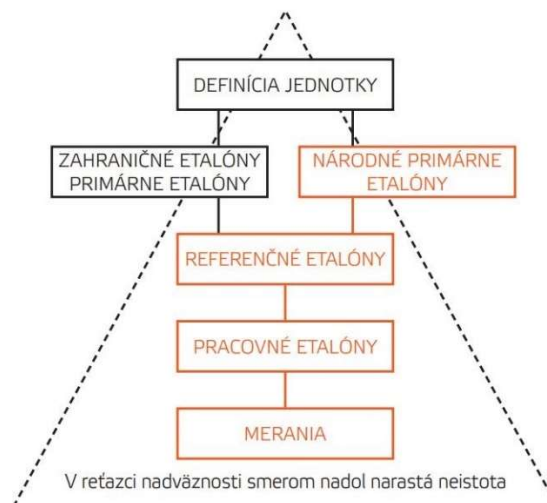 DEFINÍCIA JEDNOTKY
ZAHRANIČNÉ ETALÓNY
PRIMÁRNE ETALÓNY
NÁRODNÉ PRIMÁRNE
ETALÓNY
REFERENČNÉ ETALÓNY
PRACOVNÉ ETALÓNY
MERANIA
V reťazci nadväznosti smerom nadol narastá neistota